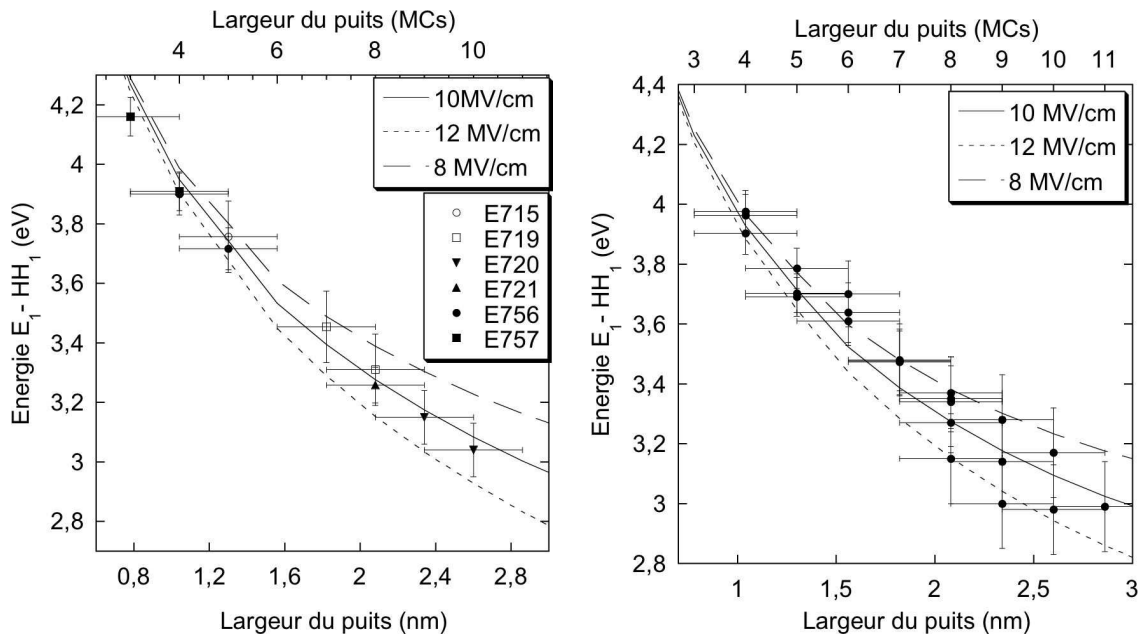 Largeur du puits (MCs)
4 6 8 10
4,2
4
3,8
3,6
3,4
3,2
3
2,8
Energie E₁- HH₁ (eV)
10MV/cm
12 MV/cm
8 MV/cm
E715
E719
E720
E721
E756
E757
0,8 1,2 1,6 2 2,4 2,8
Largeur du puits (nm)
Largeur du puits (MCs)
3 4 5 6 7 8 9 10 11
4,4
4,2
4
3,8
3,6
3,4
3,2
3
2,8
Energie E₁- HH₁ (eV)
10 MV/cm
12 MV/cm
8 MV/cm
1 1,5 2 2,5 3
Largeur du puits (nm)